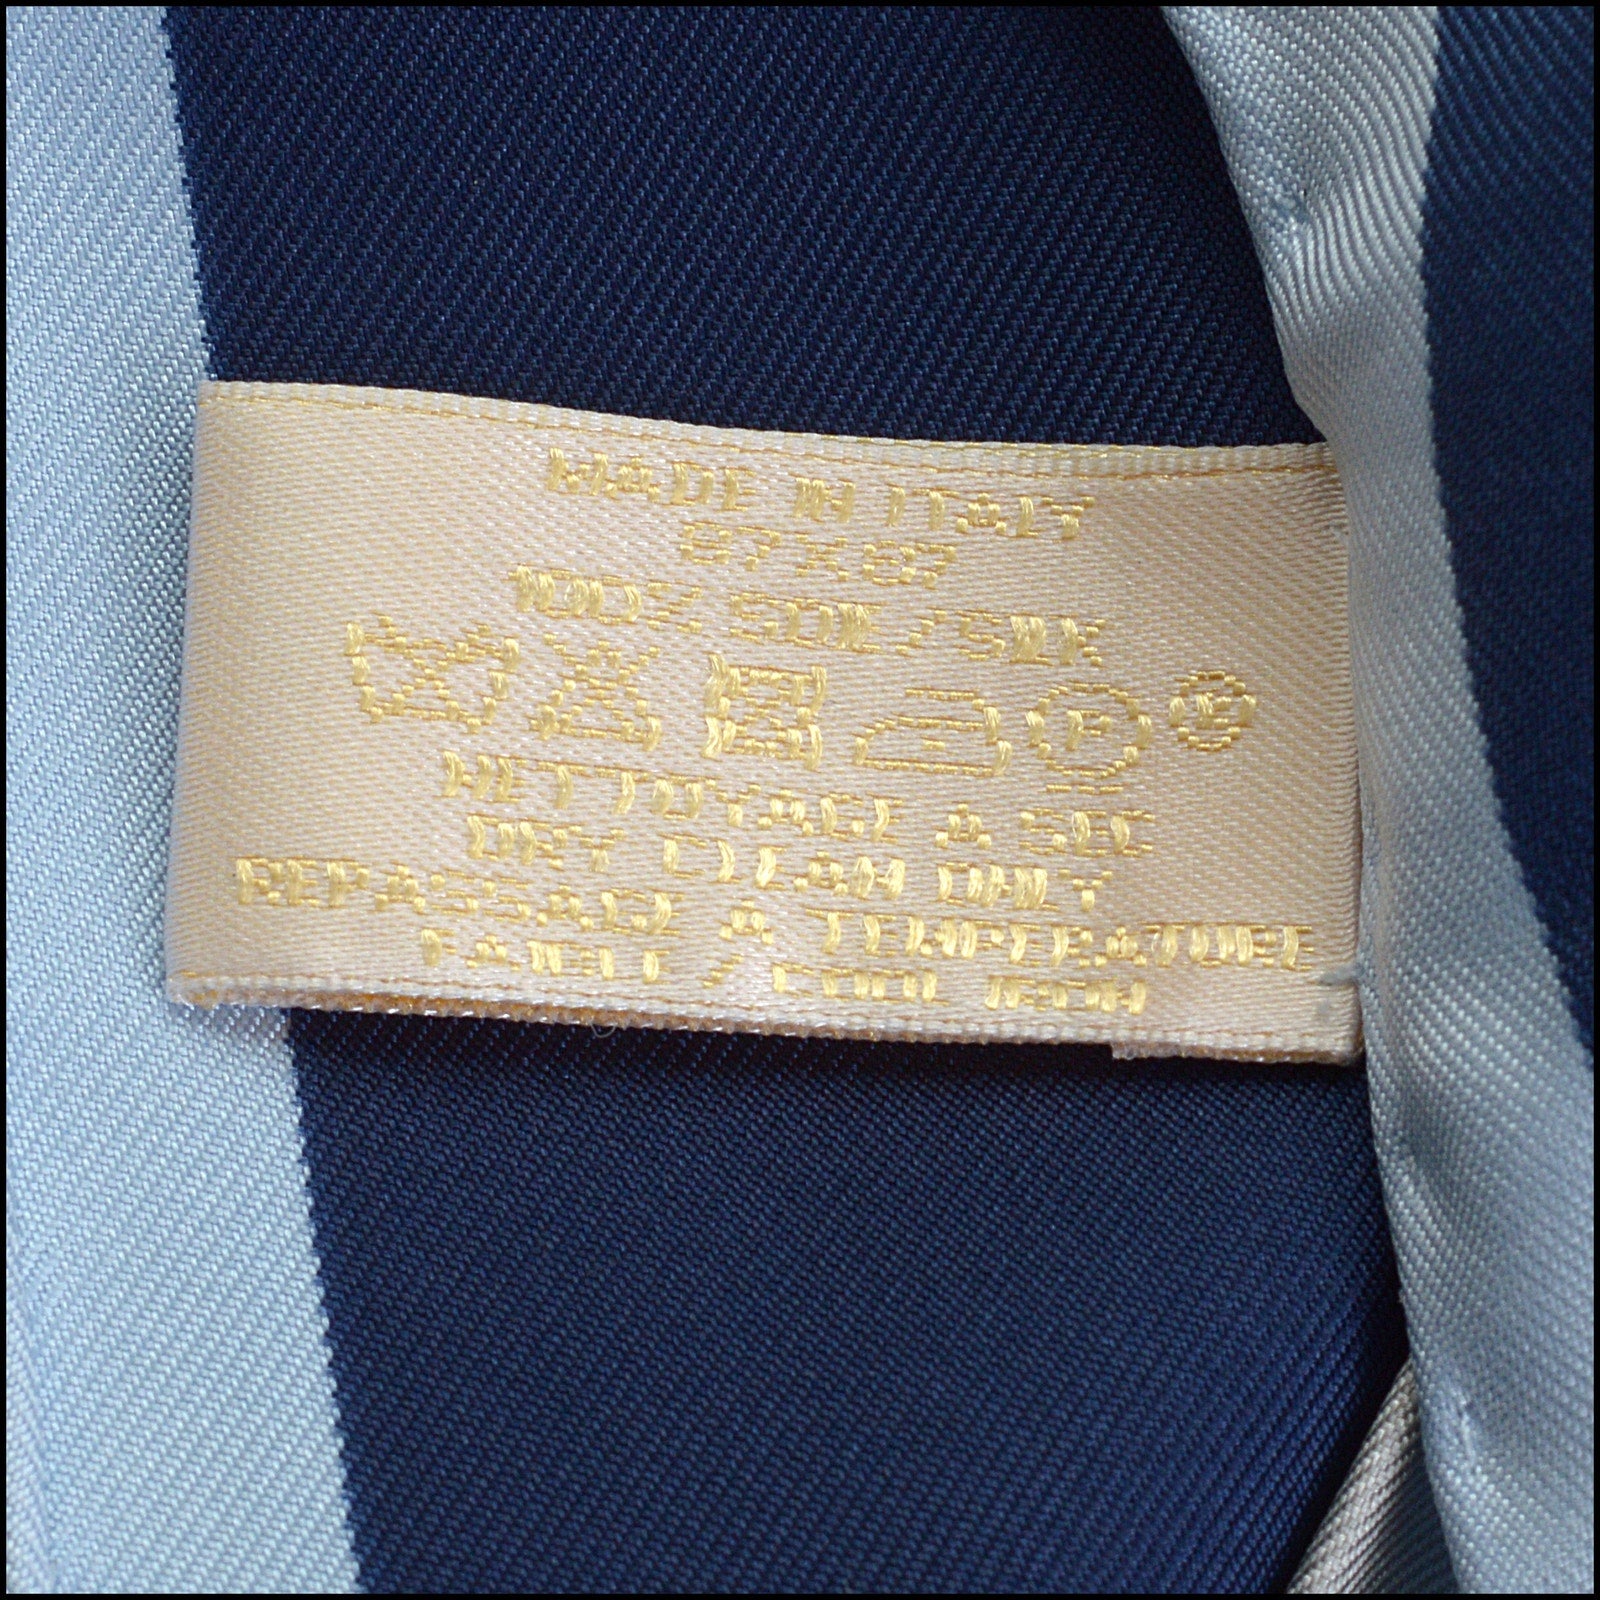 MADE IN ITALY
87X87
100% SOIE/SILK
P E
NETTOYAGE A SEC
DRY CLEAN ONLY
REPASSAGE A TEMPERATURE
FAIBLE/COOL IRON